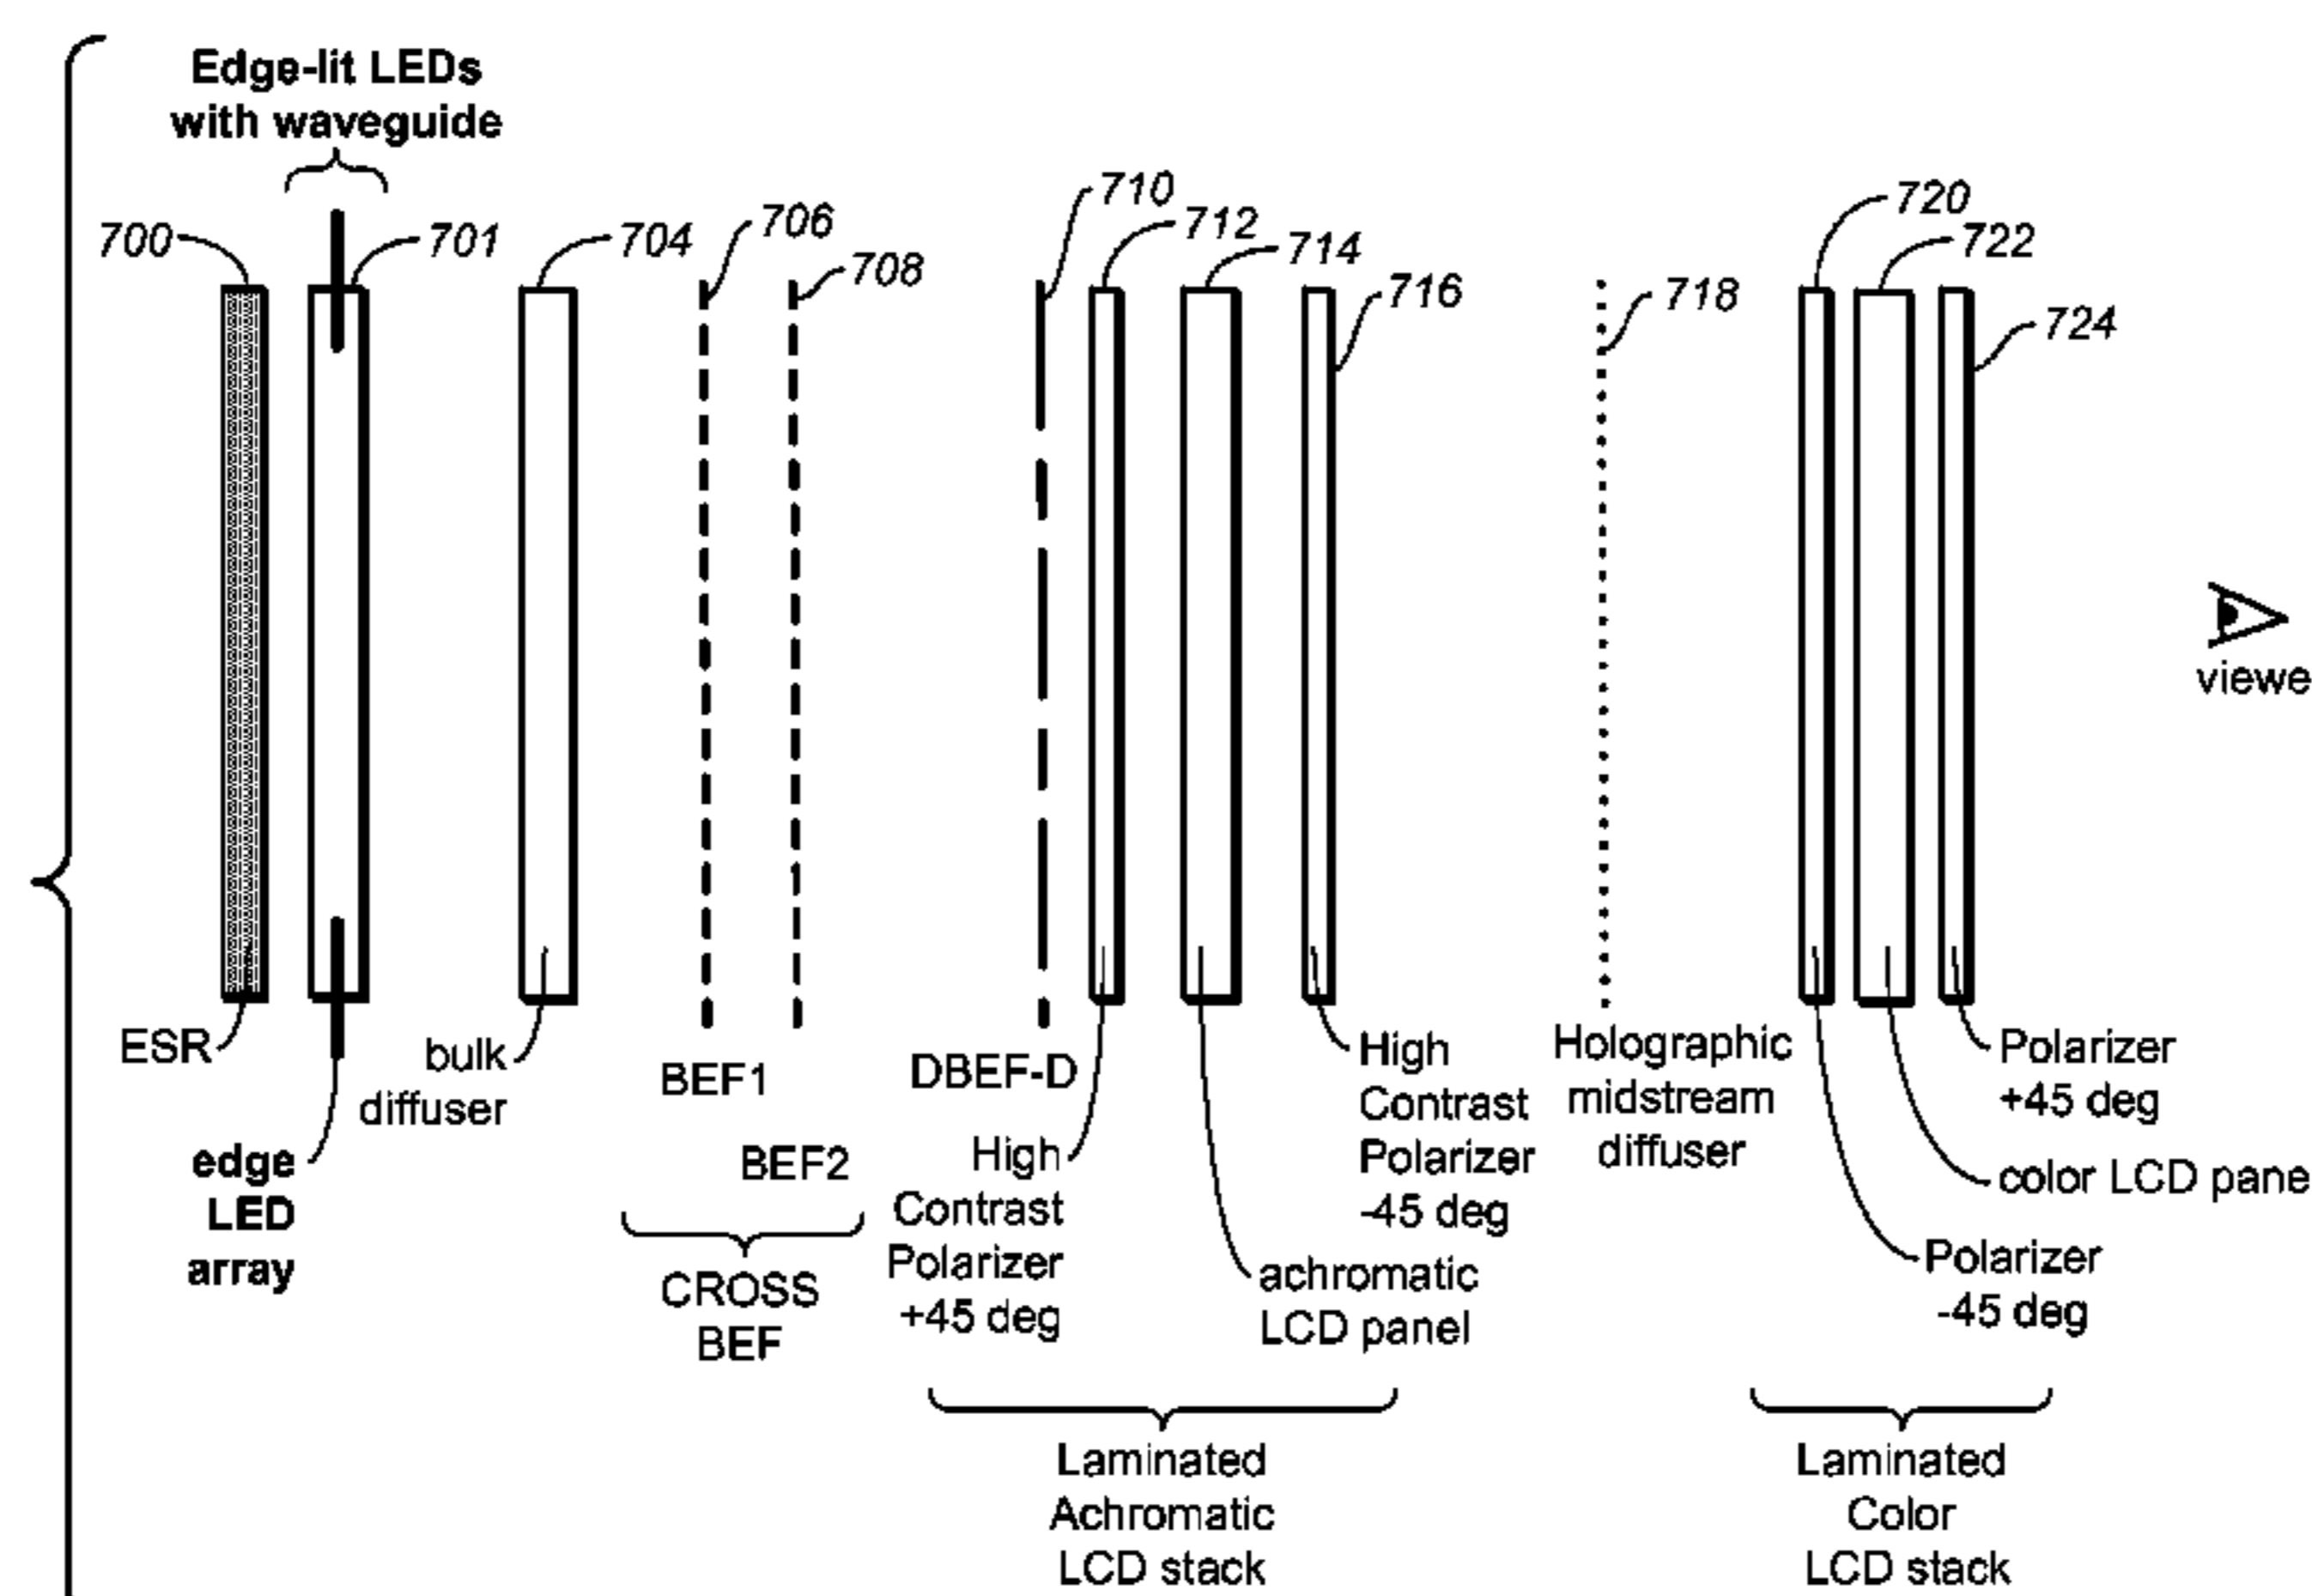 Edge-lit LEDs
with waveguide
700
701
704
706
708
710
712
714
716
718
720
722
724
viewe
ESR
edge
LED
array
bulk
diffuser
BEF1
BEF2
CROSS
BEF
DBEF-D
High
Contrast
Polarizer
+45 deg
achromatic
LCD panel
High
Contrast
Polarizer
-45 deg
Holographic
midstream
diffuser
Polarizer
+45 deg
color LCD pane
Polarizer
-45 deg
Laminated
Achromatic
LCD stack
Laminated
Color
LCD stack